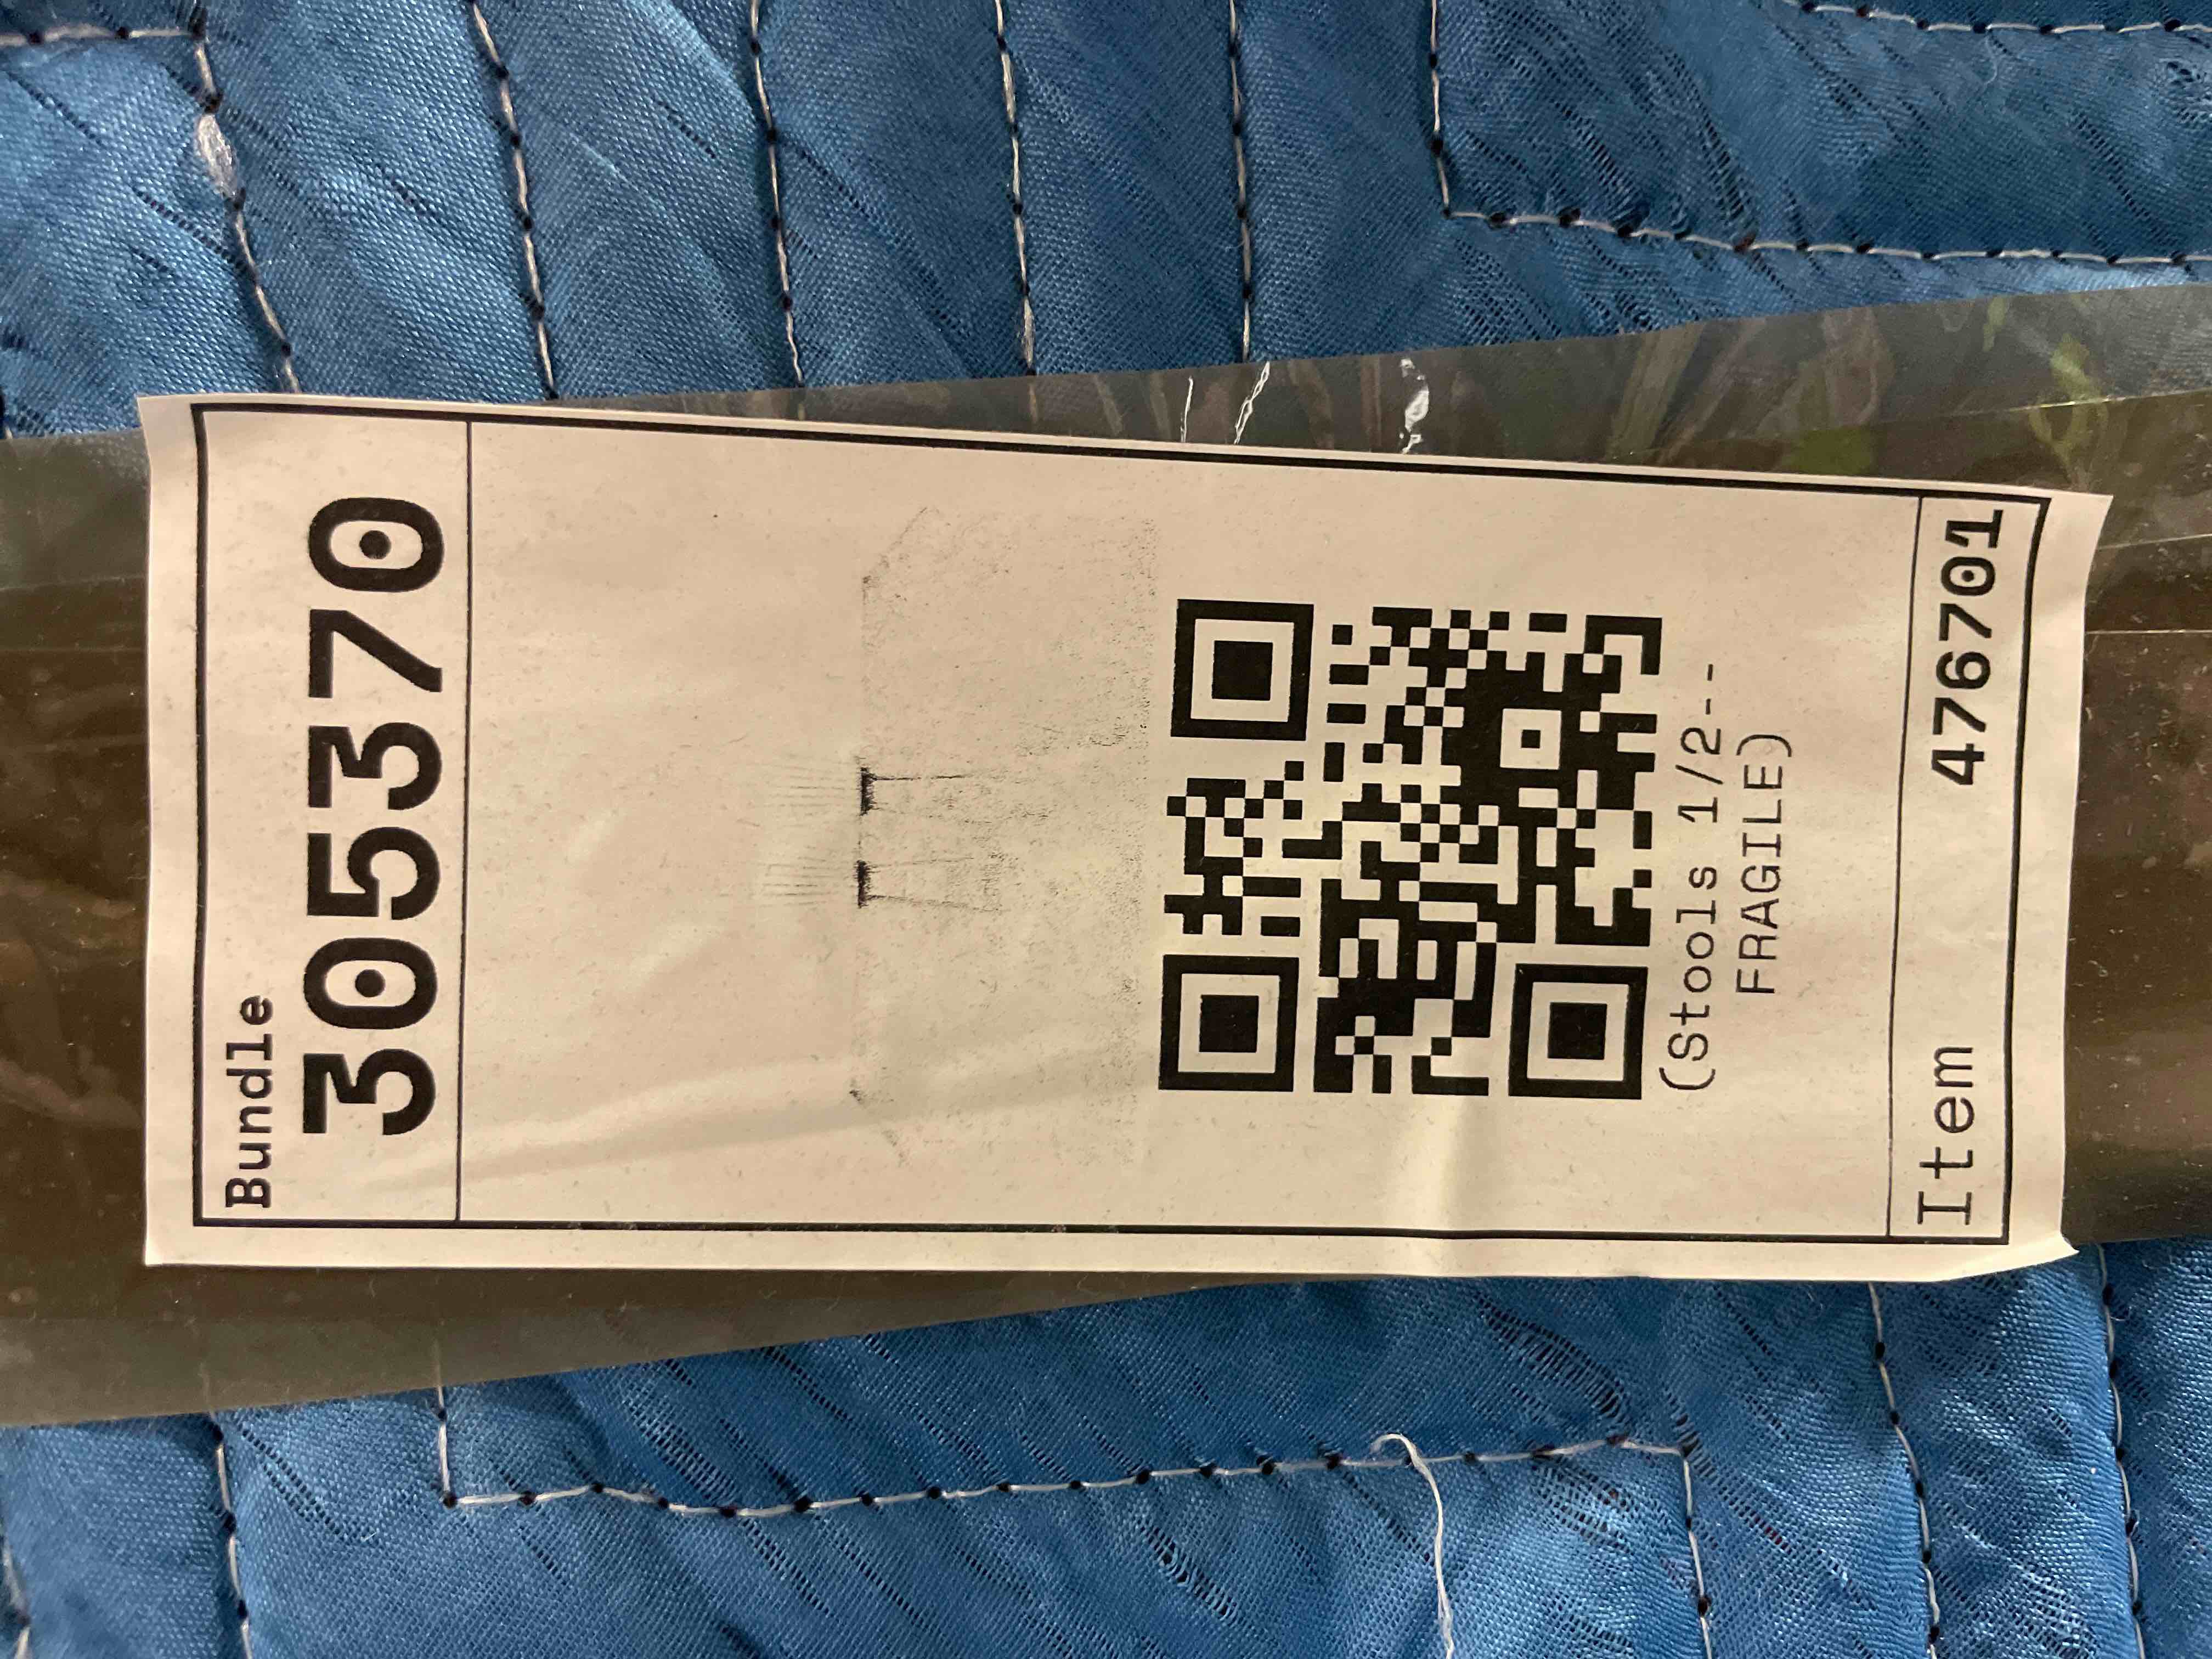 Bundle
305370
(Stools 1/2--
FRAGILE)
Item 476701